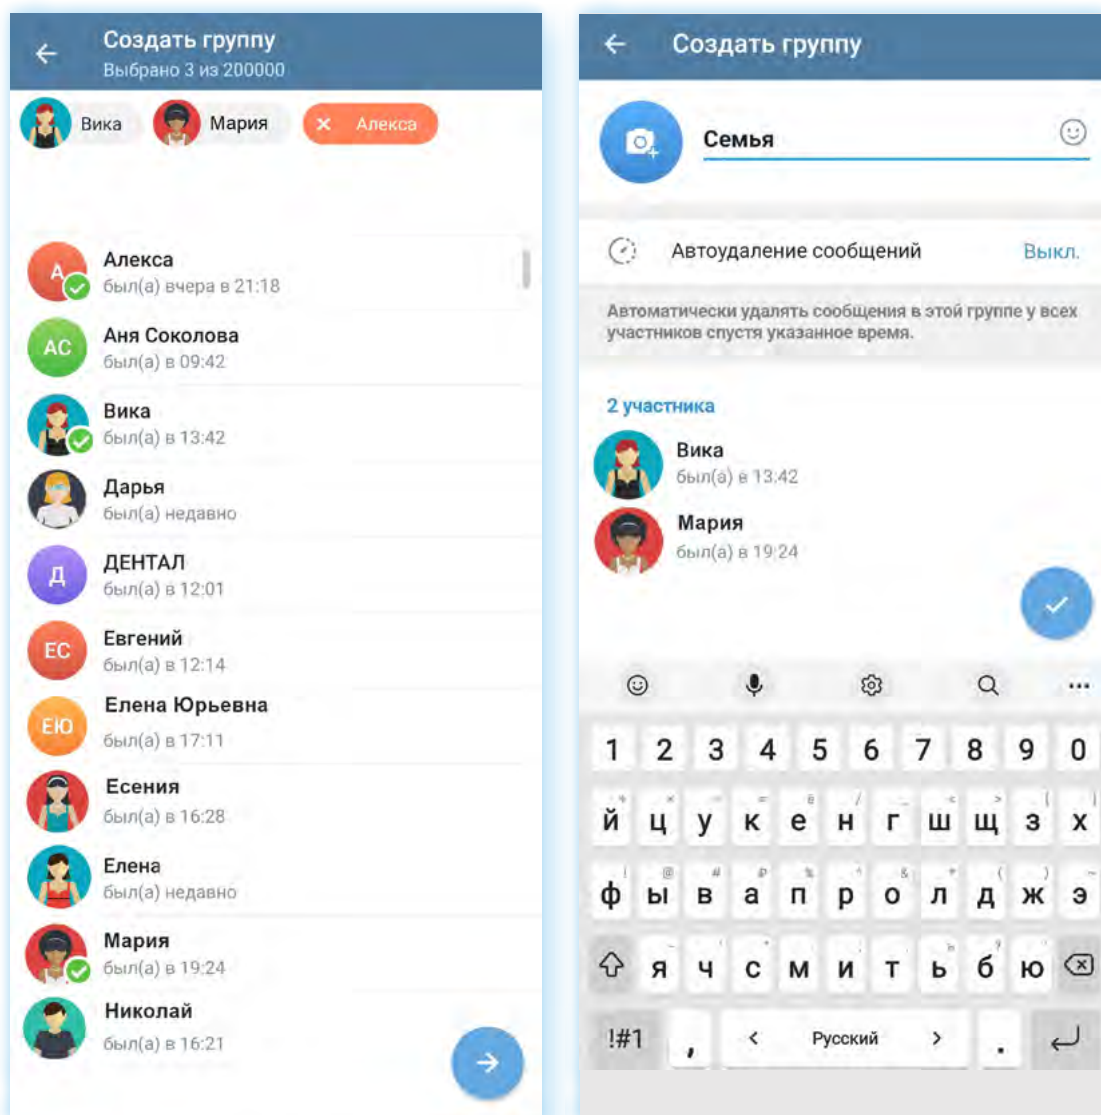 Создать группу
Выбрано 3 из 200000
Вика
Мария
× Алекса
А
Алекса
был(а) вчера в 21:18
АС
Аня Соколова
был(а) в 09:42
Вика
был(а) в 13:42
Дарья
был(а) недавно
Д
ДЕНТАЛ
был(а) в 12:01
ЕС
Евгений
был(а) в 12:14
ЕЮ
Елена Юрьевна
был(а) в 17:11
Есения
был(а) в 16:28
Елена
был(а) недавно
Мария
был(а) в 19:24
Николай
был(а) в 16:21
Создать группу
Семья
Автоудаление сообщений Выкл.
Автоматически удалять сообщения в этой группе у всех
участников спустя указанное время.
2 участника
Вика
был(а) в 13:42
Мария
был(а) в 19:24
1 2 3 4 5 6 7 8 9 0
й ц у к е н г ш щ з х
ф ы в а п р о л д ж э
я ч с м и т ь б ю
!#1 , < Русский > .